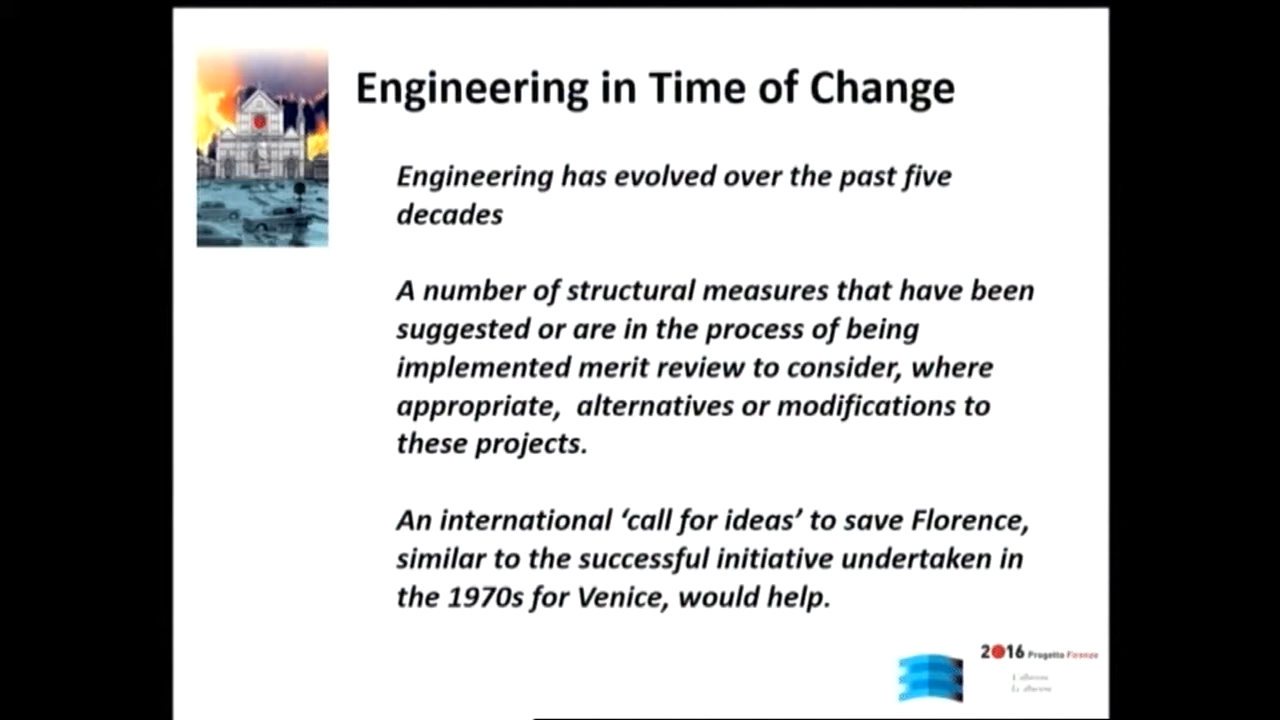 Engineering in Time of Change
Engineering has evolved over the past five
decades
A number of structural measures that have been
suggested or are in the process of being
implemented merit review to consider, where
appropriate, alternatives or modifications to
these projects.
An international ‘call for ideas’ to save Florence,
similar to the successful initiative undertaken in
the 1970s for Venice, would help.
2016 Progetto Firenze